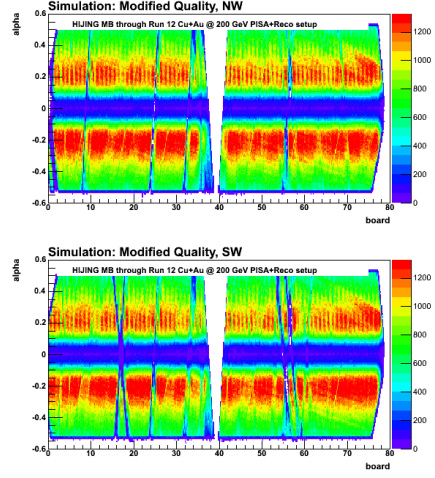 Simulation: Modified Quality, NW
HIJING MB through Run 12 Cu+Au @ 200 GeV PISA+Reco setup
alpha
0.6
0.4
0.2
0
-0.2
-0.4
-0.6
0 10 20 30 40 50 60 70 80
board
1200
1000
800
600
400
200
0
Simulation: Modified Quality, SW
HIJING MB through Run 12 Cu+Au @ 200 GeV PISA+Reco setup
alpha
0.6
0.4
0.2
0
-0.2
-0.4
-0.6
0 10 20 30 40 50 60 70 80
board
1200
1000
800
600
400
200
0